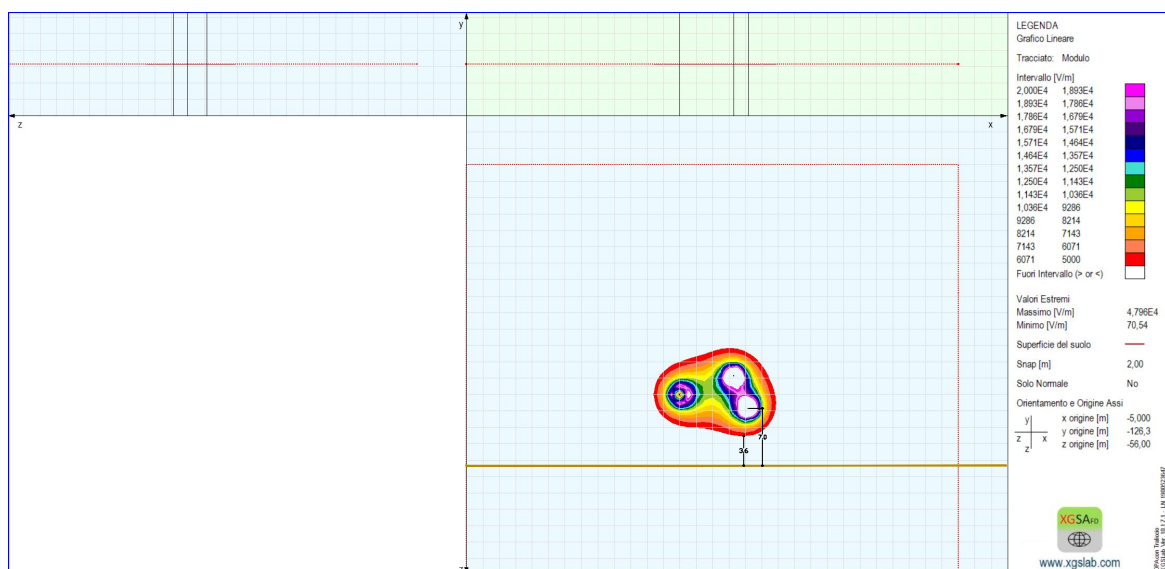 y
z
x
3.6
7.0
z
LEGENDA
Grafico Lineare
Tracciato: Modulo
Intervallo [V/m]
2,000E4 1,893E4
1,893E4 1,786E4
1,786E4 1,679E4
1,679E4 1,571E4
1,571E4 1,464E4
1,464E4 1,357E4
1,357E4 1,250E4
1,250E4 1,143E4
1,143E4 1,036E4
1,036E4 9286
9286 8214
8214 7143
7143 6071
6071 5000
Fuori Intervallo (> or <)
Valori Estremi
Massimo [V/m] 4,796E4
Minimo [V/m] 70,54
Superficie del suolo
Snap [m] 2,00
Solo Normale No
Orientamento e Origine Assi
y x origine [m] -5,000
z x y origine [m] -126,3
z z origine [m] -56,00
XGSAFD
www.xgslab.com